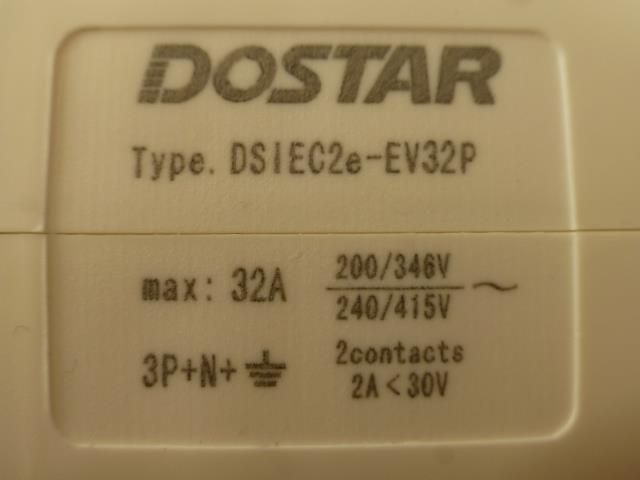 DOSTAR
Type. DSIEC2e-EV32P
max: 32A 200/346V
240/415V ~
3P+N+⏚ 2contacts
2A<30V